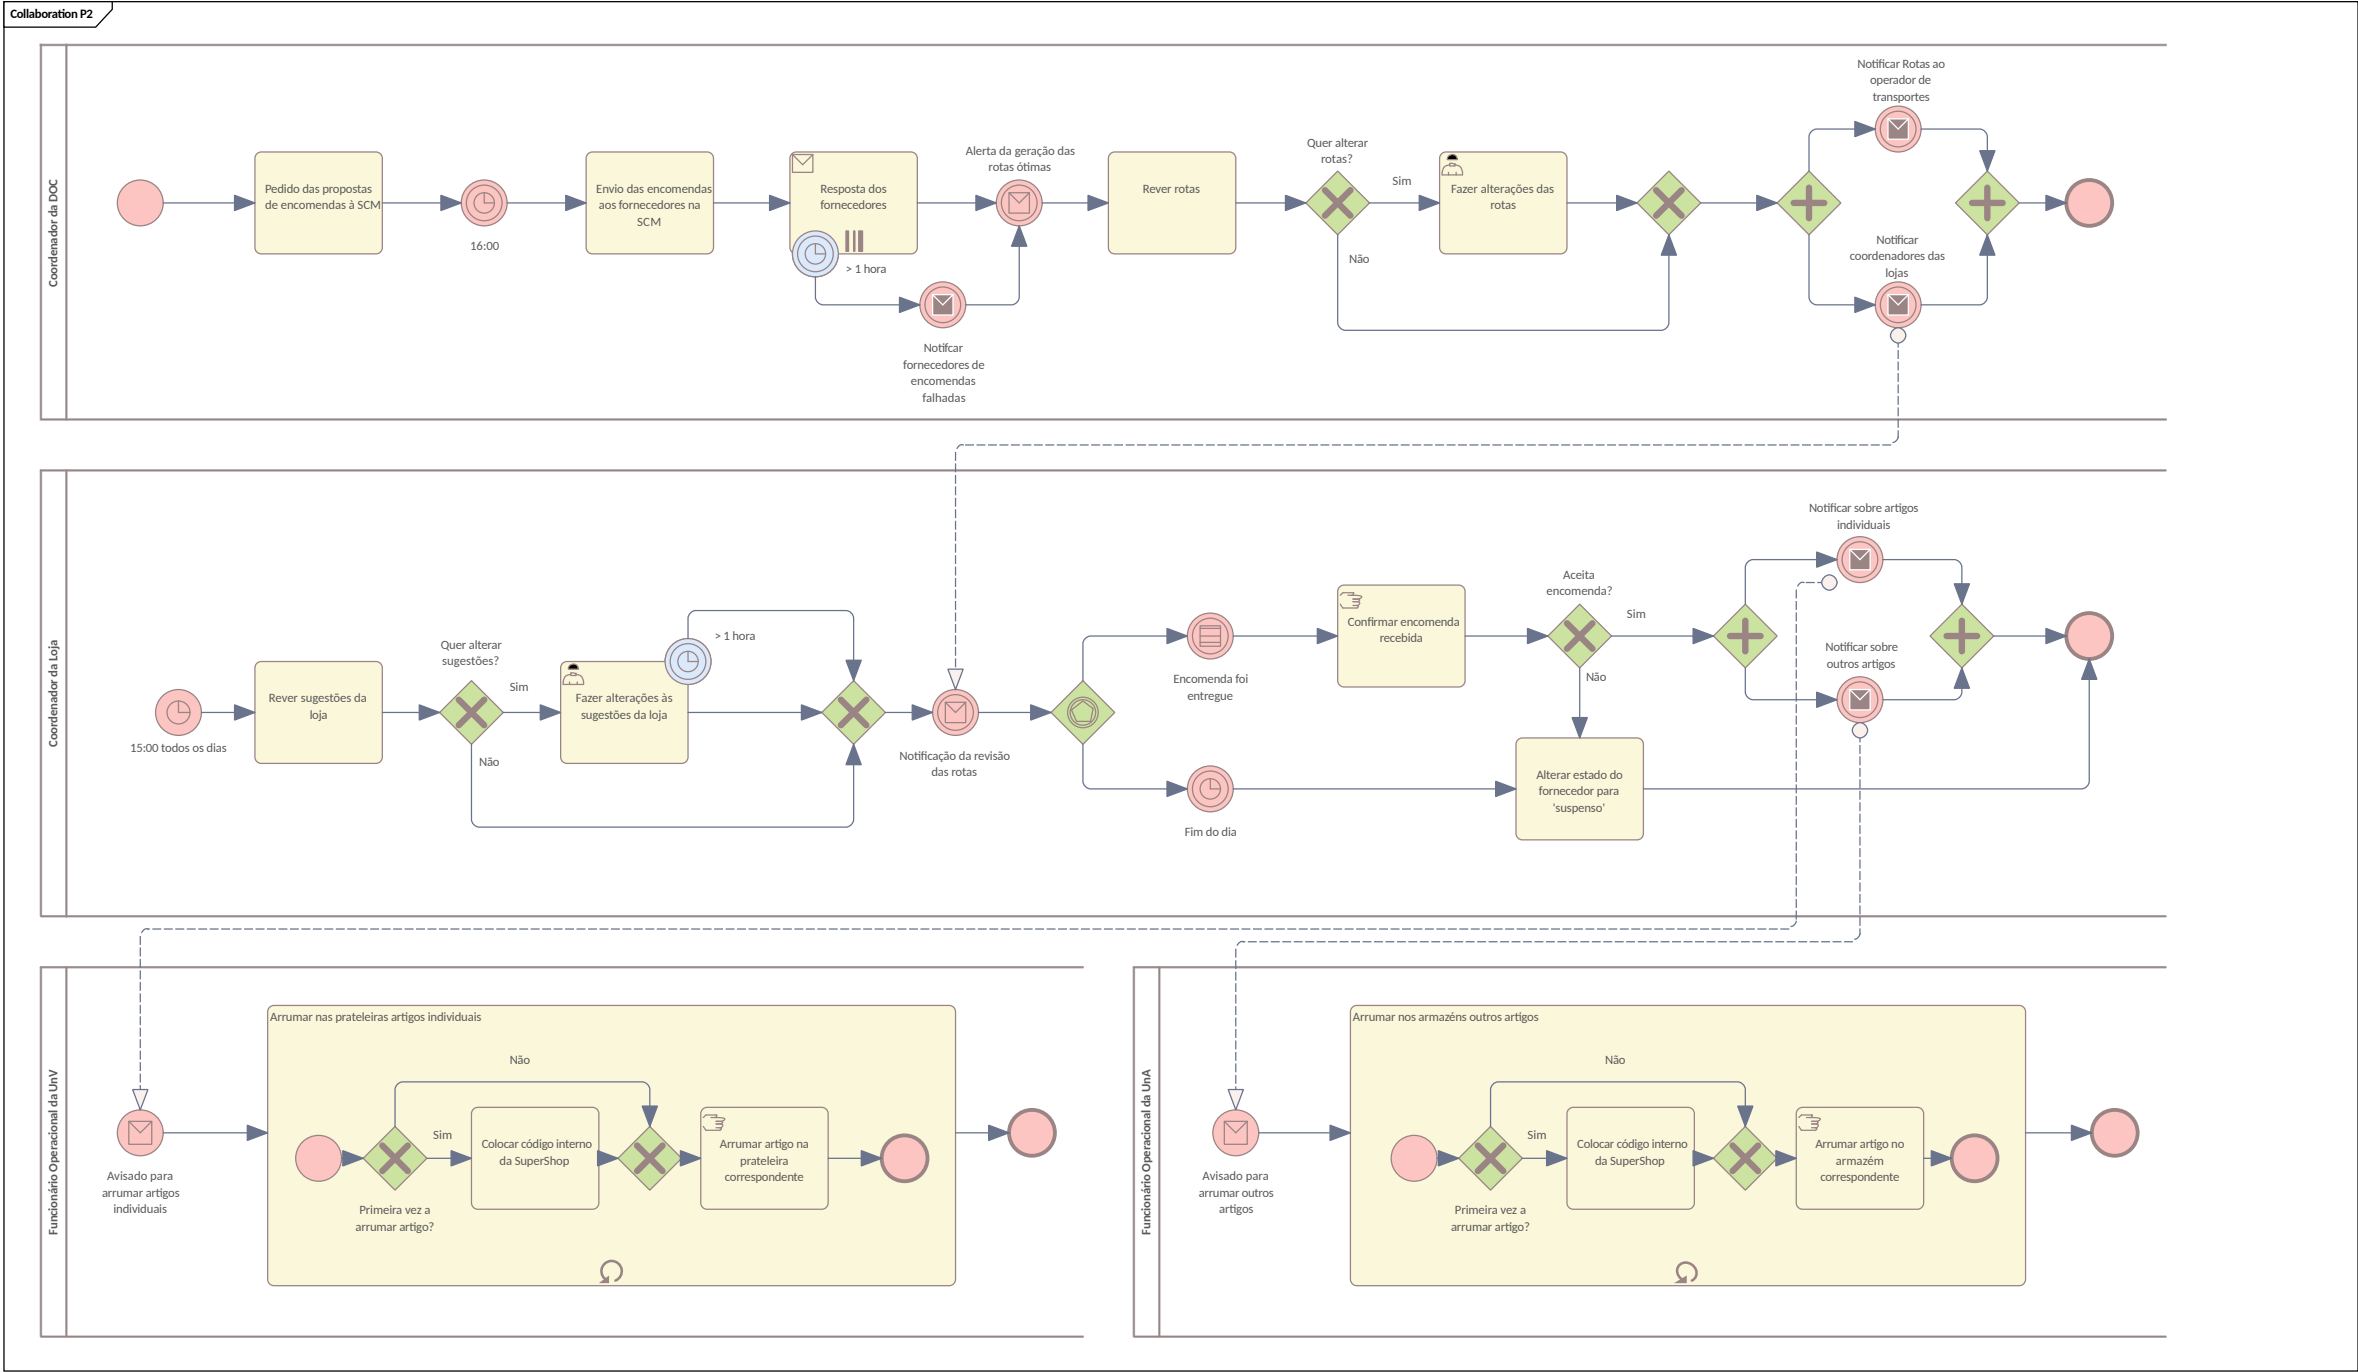 Collaboration P2
Coordenador da DOC
Pedido das propostas
de encomendas à SCM
16:00
Envio das encomendas
aos fornecedores na
SCM
Resposta dos
fornecedores
> 1 hora
Notifcar
fornecedores de
encomendas
falhadas
Alerta da geração das
rotas ótimas
Rever rotas
Quer alterar
rotas?
Sim
Não
Fazer alterações das
rotas
Notificar Rotas ao
operador de
transportes
Notificar
coordenadores das
lojas
Coordenador da Loja
15:00 todos os dias
Rever sugestões da
loja
Quer alterar
sugestões?
Sim
Não
Fazer alterações às
sugestões da loja
> 1 hora
Notificação da revisão
das rotas
Encomenda foi
entregue
Fim do dia
Confirmar encomenda
recebida
Aceita
encomenda?
Sim
Não
Alterar estado do
fornecedor para
'suspenso'
Notificar sobre artigos
individuais
Notificar sobre
outros artigos
Funcionário Operacional da UnV
Avisado para
arrumar artigos
individuais
Arrumar nas prateleiras artigos individuais
Não
Sim
Primeira vez a
arrumar artigo?
Colocar código interno
da SuperShop
Arrumar artigo na
prateleira
correspondente
Funcionário Operacional da UnA
Avisado para
arrumar outros
artigos
Arrumar nos armazéns outros artigos
Não
Sim
Primeira vez a
arrumar artigo?
Colocar código interno
da SuperShop
Arrumar artigo no
armazém
correspondente